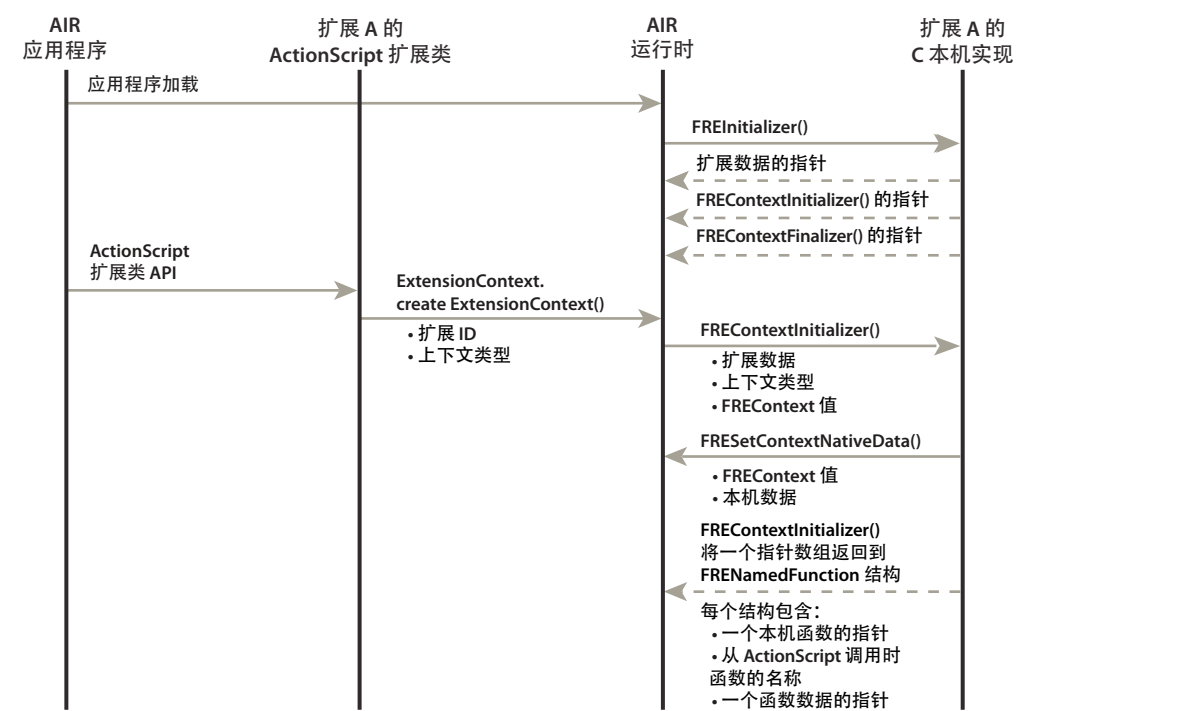 AIR
应用程序
扩展 A 的
ActionScript 扩展类
AIR
运行时
扩展 A 的
C 本机实现
应用程序加载
FREInitializer()
扩展数据的指针
FREContextInitializer() 的指针
FREContextFinalizer() 的指针
ActionScript
扩展类 API
ExtensionContext.
create ExtensionContext()
• 扩展 ID
• 上下文类型
FREContextInitializer()
• 扩展数据
• 上下文类型
• FREContext 值
FRESetContextNativeData()
• FREContext 值
• 本机数据
FREContextInitializer()
将一个指针数组返回到
FRENamedFunction 结构
每个结构包含：
• 一个本机函数的指针
• 从 ActionScript 调用时
函数的名称
• 一个函数数据的指针